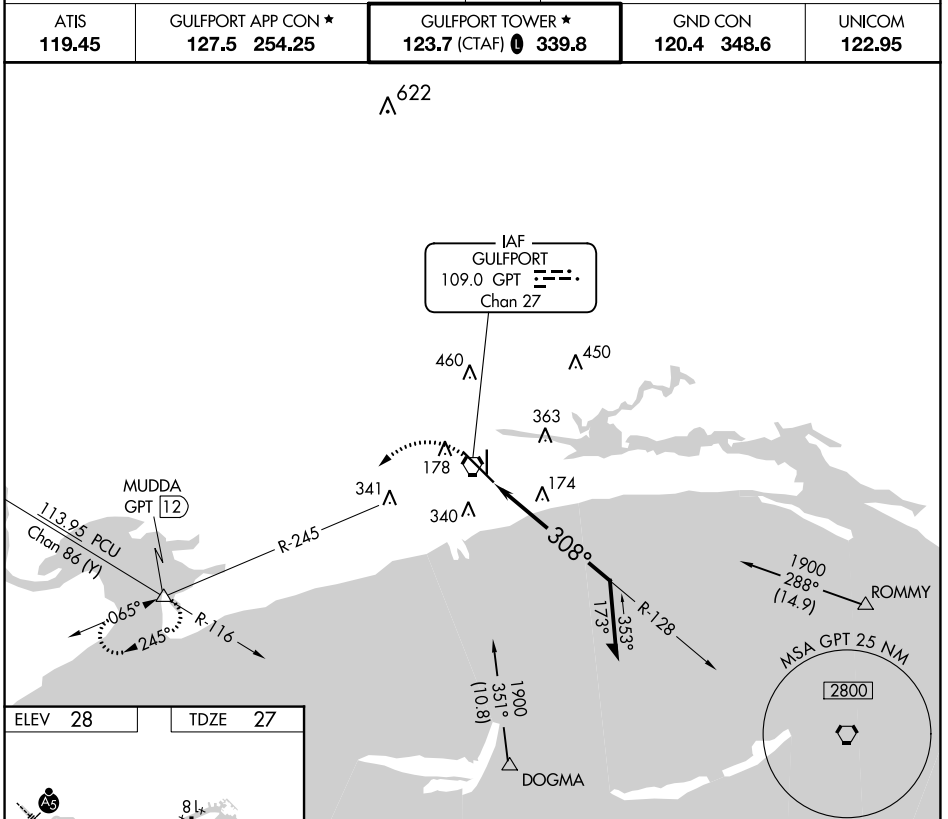 ATIS
119.45
GULFPORT APP CON ★
127.5 254.25
GULFPORT TOWER ★
123.7 (CTAF) L 339.8
GND CON
120.4 348.6
UNICOM
122.95
622
IAF
GULFPORT
109.0 GPT
Chan 27
460
450
363
178
174
341
340
MUDDA
GPT 12
113.95 PCU
Chan 86 (Y)
R-245
065°
245°
R-116
308°
R-128
173°
353°
1900
288°
(14.9)
ROMMY
1900
351°
(10.8)
DOGMA
MSA GPT 25 NM
2800
ELEV 28
TDZE 27
A5
81